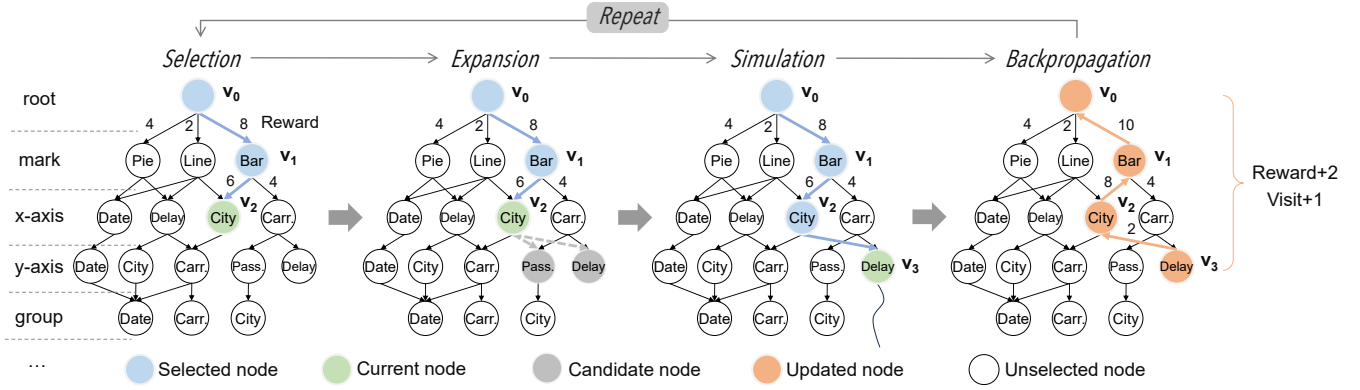 Repeat
Selection Expansion Simulation Backpropagation
root v0 v0 v0 v0
4 2 8 Reward 4 2 8 4 2 8 4 2 10
mark Pie Line Bar v1 Pie Line Bar v1 Pie Line Bar v1 Pie Line Bar v1
6 4 6 4 6 4 8 4
v2 v2 v2 v2
x-axis Date Delay City Carr. Date Delay City Carr. Date Delay City Carr. Date Delay City Carr.
2
y-axis Date City Carr. Pass. Delay Date City Carr. Pass. Delay Date City Carr. Pass. Delay v3 Date City Carr. Pass. Delay v3
group Date Carr. City Date Carr. City Date Carr. City Date Carr. City
Reward+2
Visit+1
... Selected node Current node Candidate node Updated node Unselected node